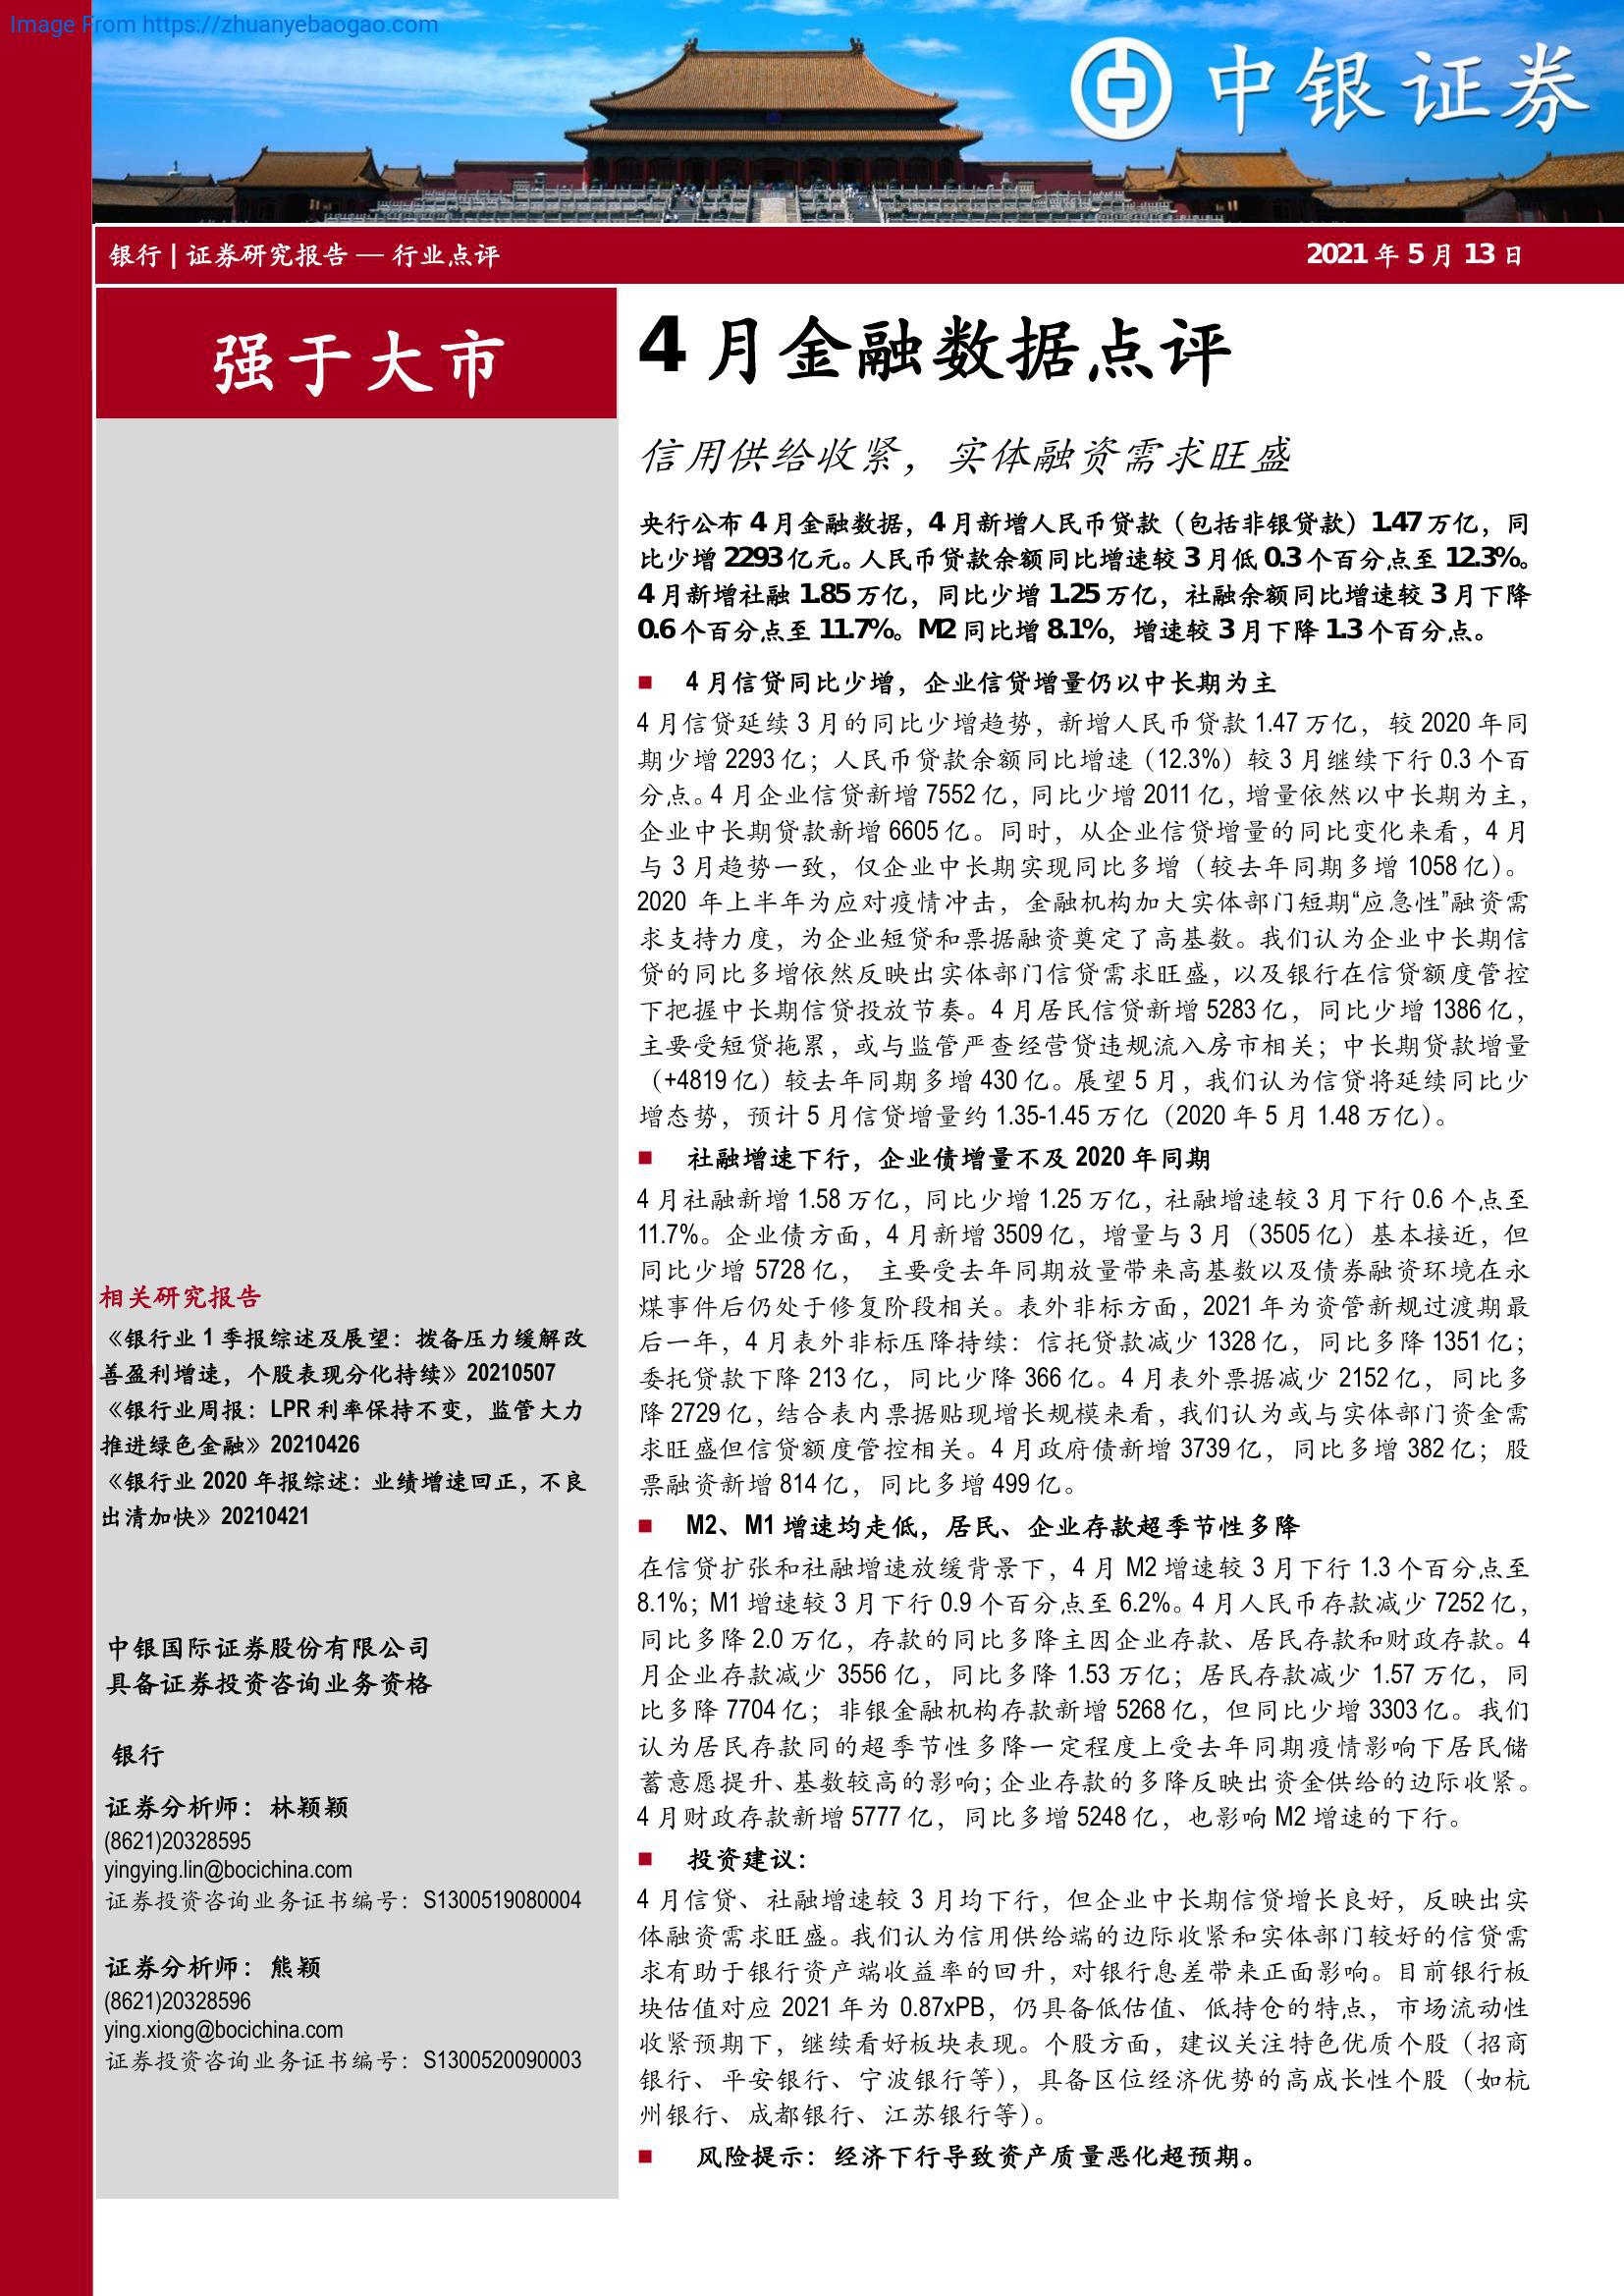 Image From https://zhuanyebaogao.com
中银证券
银行 | 证券研究报告 — 行业点评
2021 年 5 月 13 日
强于大市
4 月金融数据点评
信用供给收紧，实体融资需求旺盛
央行公布 4 月金融数据，4 月新增人民币贷款（包括非银贷款）1.47 万亿，同
比少增 2293 亿元。人民币贷款余额同比增速较 3 月低 0.3 个百分点至 12.3%。
4 月新增社融 1.85 万亿，同比少增 1.25 万亿，社融余额同比增速较 3 月下降
0.6 个百分点至 11.7%。M2 同比增 8.1%，增速较 3 月下降 1.3 个百分点。
■ 4 月信贷同比少增，企业信贷增量仍以中长期为主
4 月信贷延续 3 月的同比少增趋势，新增人民币贷款 1.47 万亿，较 2020 年同
期少增 2293 亿；人民币贷款余额同比增速（12.3%）较 3 月继续下行 0.3 个百
分点。4 月企业信贷新增 7552 亿，同比少增 2011 亿，增量依然以中长期为主，
企业中长期贷款新增 6605 亿。同时，从企业信贷增量的同比变化来看，4 月
与 3 月趋势一致，仅企业中长期实现同比多增（较去年同期多增 1058 亿）。
2020 年上半年为应对疫情冲击，金融机构加大实体部门短期“应急性”融资需
求支持力度，为企业短贷和票据融资奠定了高基数。我们认为企业中长期信
贷的同比多增依然反映出实体部门信贷需求旺盛，以及银行在信贷额度管控
下把握中长期信贷投放节奏。4 月居民信贷新增 5283 亿，同比少增 1386 亿，
主要受短贷拖累，或与监管严查经营贷违规流入房市相关；中长期贷款增量
（+4819 亿）较去年同期多增 430 亿。展望 5 月，我们认为信贷将延续同比少
增态势，预计 5 月信贷增量约 1.35-1.45 万亿（2020 年 5 月 1.48 万亿）。
■ 社融增速下行，企业债增量不及 2020 年同期
4 月社融新增 1.58 万亿，同比少增 1.25 万亿，社融增速较 3 月下行 0.6 个点至
11.7%。企业债方面，4 月新增 3509 亿，增量与 3 月（3505 亿）基本接近，但
同比少增 5728 亿， 主要受去年同期放量带来高基数以及债券融资环境在永
煤事件后仍处于修复阶段相关。表外非标方面，2021 年为资管新规过渡期最
后一年，4 月表外非标压降持续：信托贷款减少 1328 亿，同比多降 1351 亿；
委托贷款下降 213 亿，同比少降 366 亿。4 月表外票据减少 2152 亿，同比多
降 2729 亿，结合表内票据贴现增长规模来看，我们认为或与实体部门资金需
求旺盛但信贷额度管控相关。4 月政府债新增 3739 亿，同比多增 382 亿；股
票融资新增 814 亿，同比多增 499 亿。
■ M2、M1 增速均走低，居民、企业存款超季节性多降
在信贷扩张和社融增速放缓背景下，4 月 M2 增速较 3 月下行 1.3 个百分点至
8.1%；M1 增速较 3 月下行 0.9 个百分点至 6.2%。4 月人民币存款减少 7252 亿，
同比多降 2.0 万亿，存款的同比多降主因企业存款、居民存款和财政存款。4
月企业存款减少 3556 亿，同比多降 1.53 万亿；居民存款减少 1.57 万亿，同
比多降 7704 亿；非银金融机构存款新增 5268 亿，但同比少增 3303 亿。我们
认为居民存款同的超季节性多降一定程度上受去年同期疫情影响下居民储
蓄意愿提升、基数较高的影响；企业存款的多降反映出资金供给的边际收紧。
4 月财政存款新增 5777 亿，同比多增 5248 亿，也影响 M2 增速的下行。
■ 投资建议：
4 月信贷、社融增速较 3 月均下行，但企业中长期信贷增长良好，反映出实
体融资需求旺盛。我们认为信用供给端的边际收紧和实体部门较好的信贷需
求有助于银行资产端收益率的回升，对银行息差带来正面影响。目前银行板
块估值对应 2021 年为 0.87xPB，仍具备低估值、低持仓的特点，市场流动性
收紧预期下，继续看好板块表现。个股方面，建议关注特色优质个股（招商
银行、平安银行、宁波银行等），具备区位经济优势的高成长性个股（如杭
州银行、成都银行、江苏银行等）。
■ 风险提示：经济下行导致资产质量恶化超预期。
相关研究报告
《银行业 1 季报综述及展望：拨备压力缓解改
善盈利增速，个股表现分化持续》20210507
《银行业周报：LPR 利率保持不变，监管大力
推进绿色金融》20210426
《银行业 2020 年报综述：业绩增速回正，不良
出清加快》20210421
中银国际证券股份有限公司
具备证券投资咨询业务资格
银行
证券分析师：林颖颖
(8621)20328595
yingying.lin@bocichina.com
证券投资咨询业务证书编号：S1300519080004
证券分析师：熊颖
(8621)20328596
ying.xiong@bocichina.com
证券投资咨询业务证书编号：S1300520090003